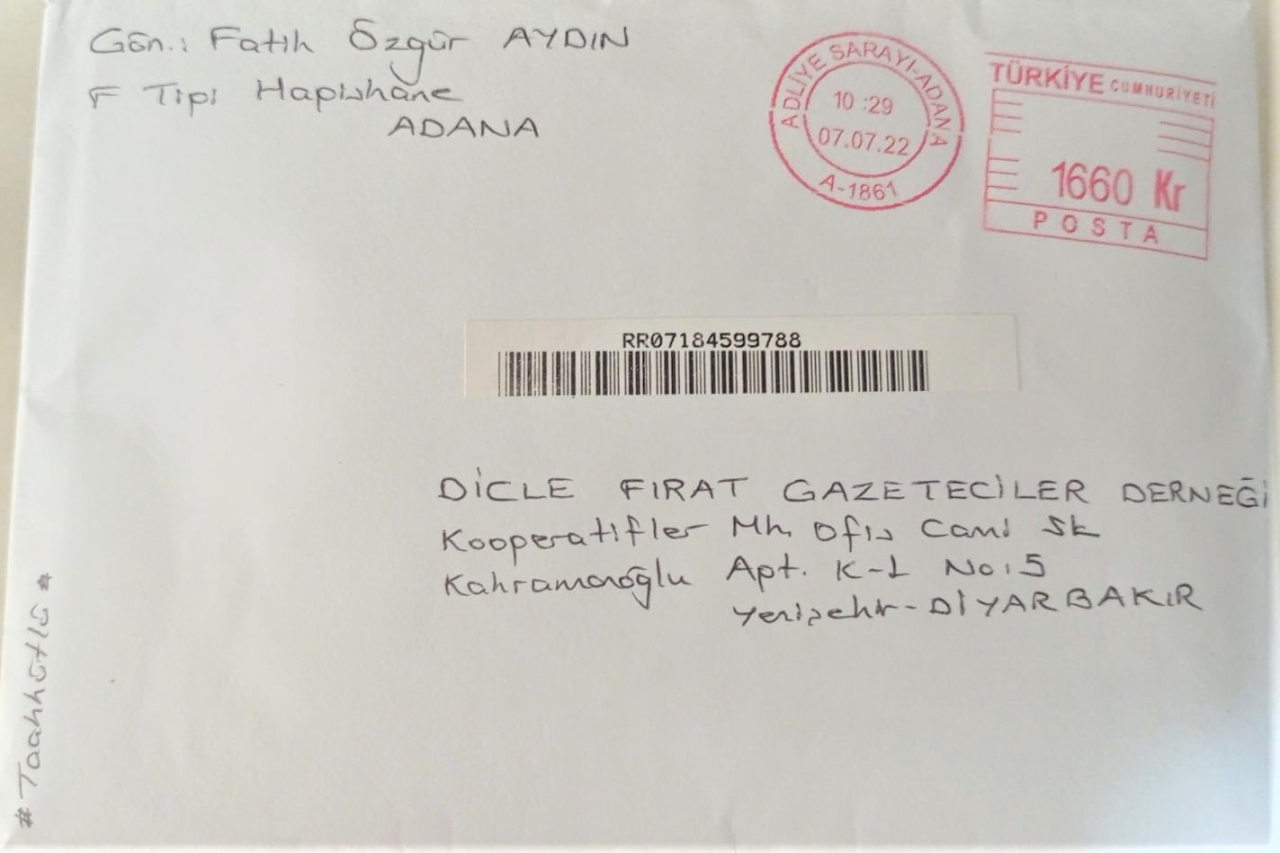 Gön.: Fatih Özgür AYDIN
F Tipi Hapishane
ADANA
ADLİYE SARAYI-ADANA
10:29
07.07.22
A-1861
TÜRKİYE CUMHURİYETİ
1660 Kr
POSTA
RR07184599788
DİCLE FIRAT GAZETECİLER DERNEĞİ
Kooperatifler Mh. Ofis Cami Sk
Kahramanoğlu Apt. K-1 No:5
Yenişehir-DİYARBAKIR
#Taahhütlü#